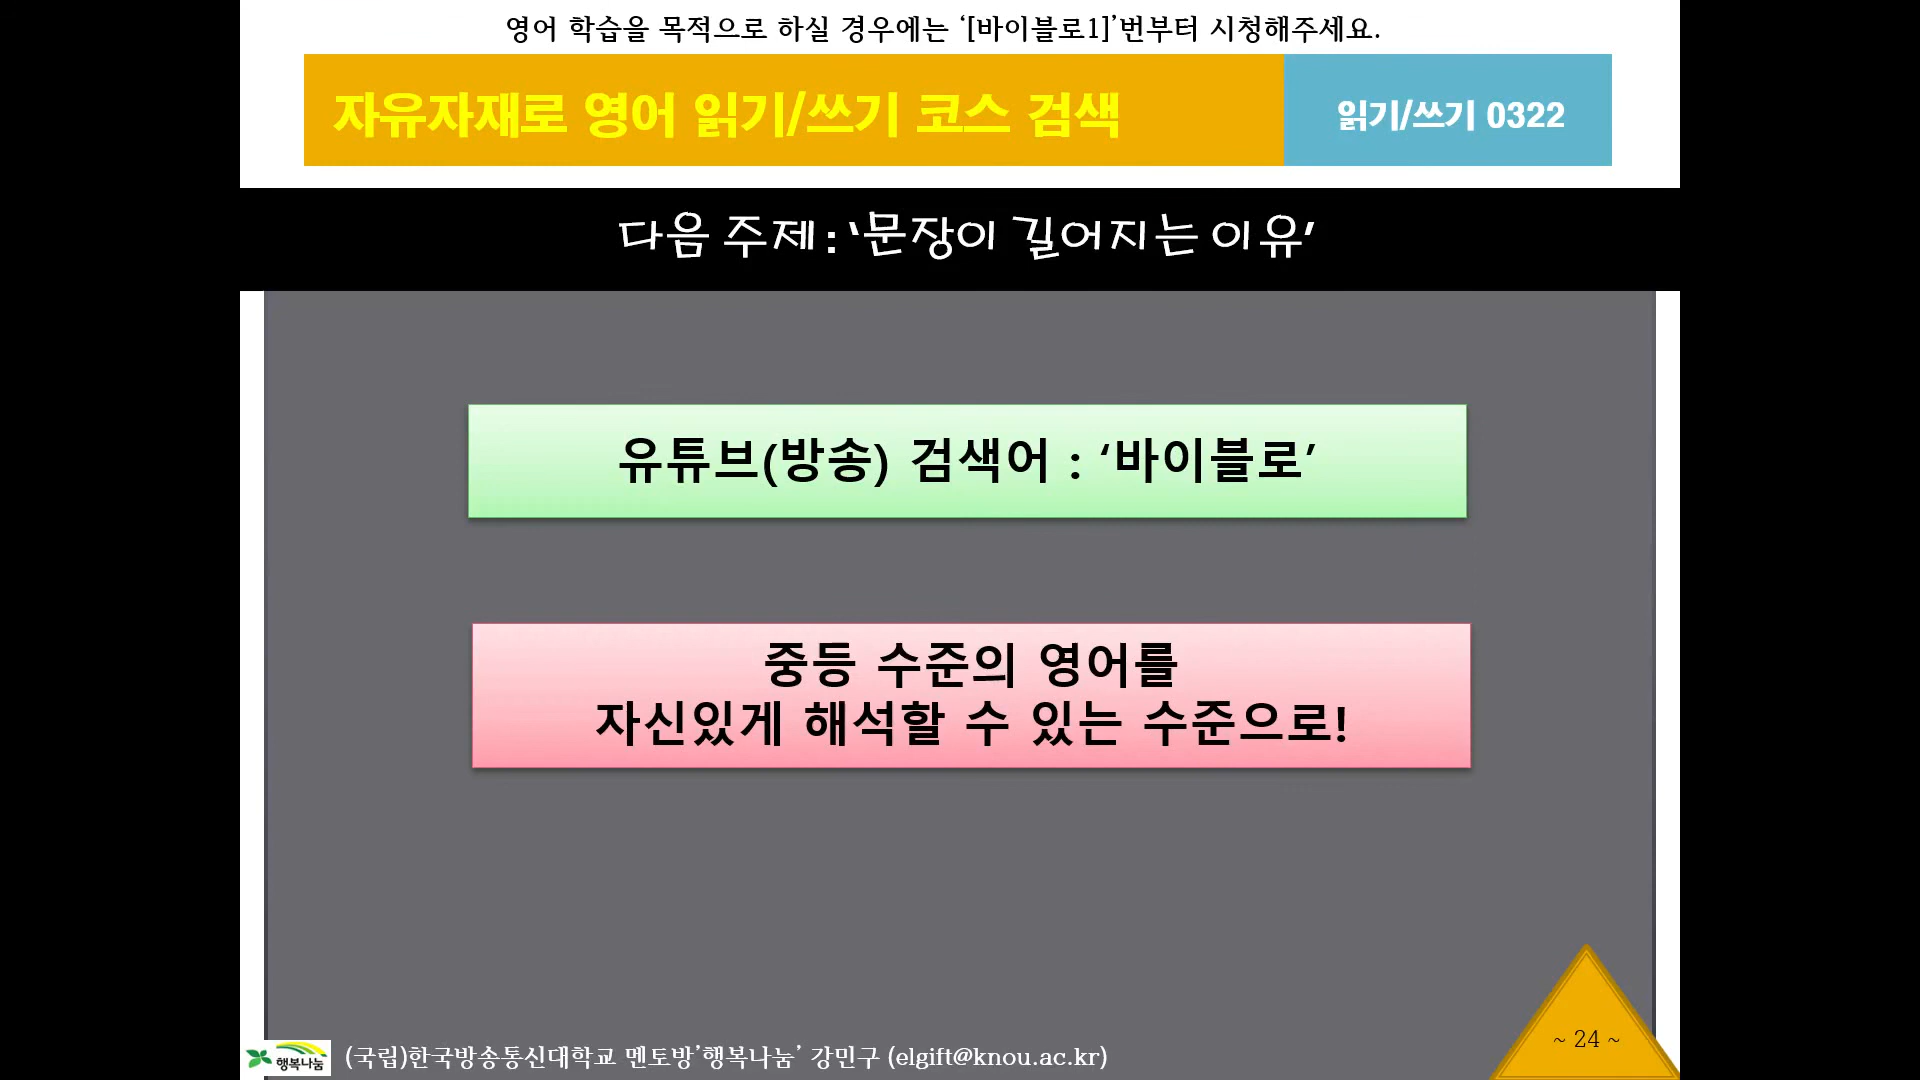 영어 학습을 목적으로 하실 경우에는 ‘[바이블로1]’번부터 시청해주세요.
자유자재로 영어 읽기/쓰기 코스 검색
읽기/쓰기 0322
다음 주제 : ‘문장이 길어지는 이유’
유튜브(방송) 검색어 : ‘바이블로’
중등 수준의 영어를
자신있게 해석할 수 있는 수준으로!
~ 24 ~
행복나눔
(국립)한국방송통신대학교 멘토방’행복나눔’ 강민구 (elgift@knou.ac.kr)